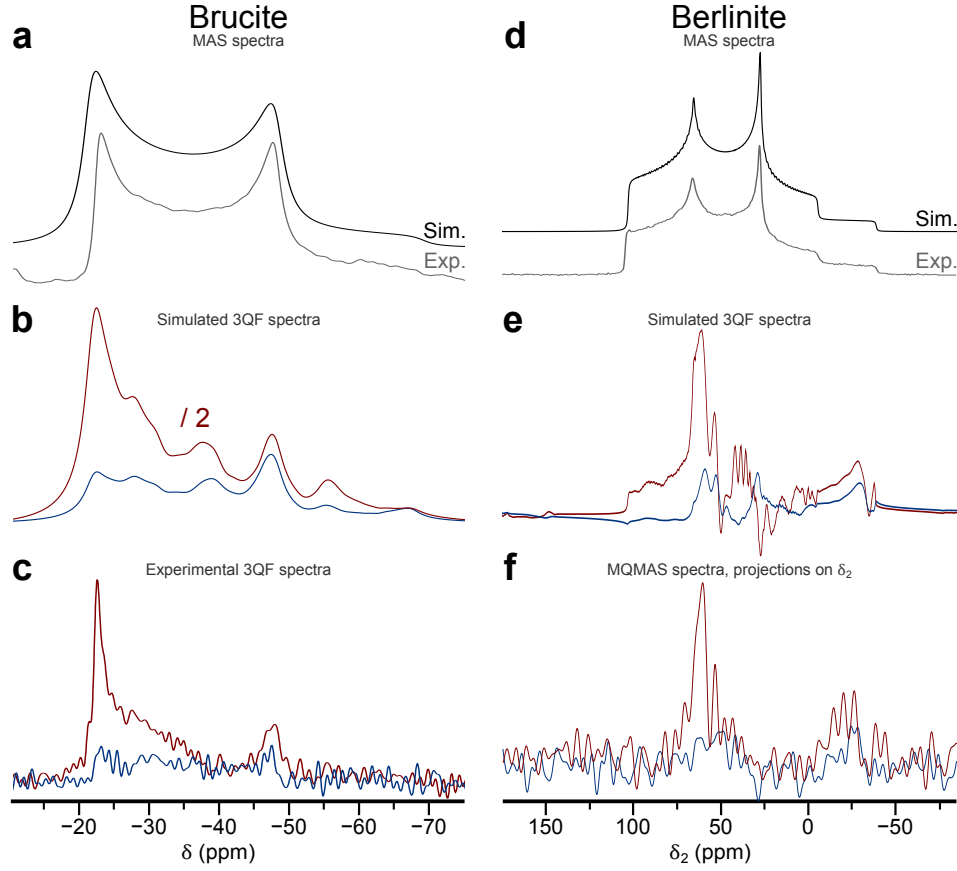 Brucite
a
MAS spectra
Sim.
Exp.
b
Simulated 3QF spectra
/ 2
c
Experimental 3QF spectra
−20 −30 −40 −50 −60 −70
δ (ppm)
Berlinite
d
MAS spectra
Sim.
Exp.
e
Simulated 3QF spectra
f
MQMAS spectra, projections on δ₂
150 100 50 0 −50
δ₂ (ppm)